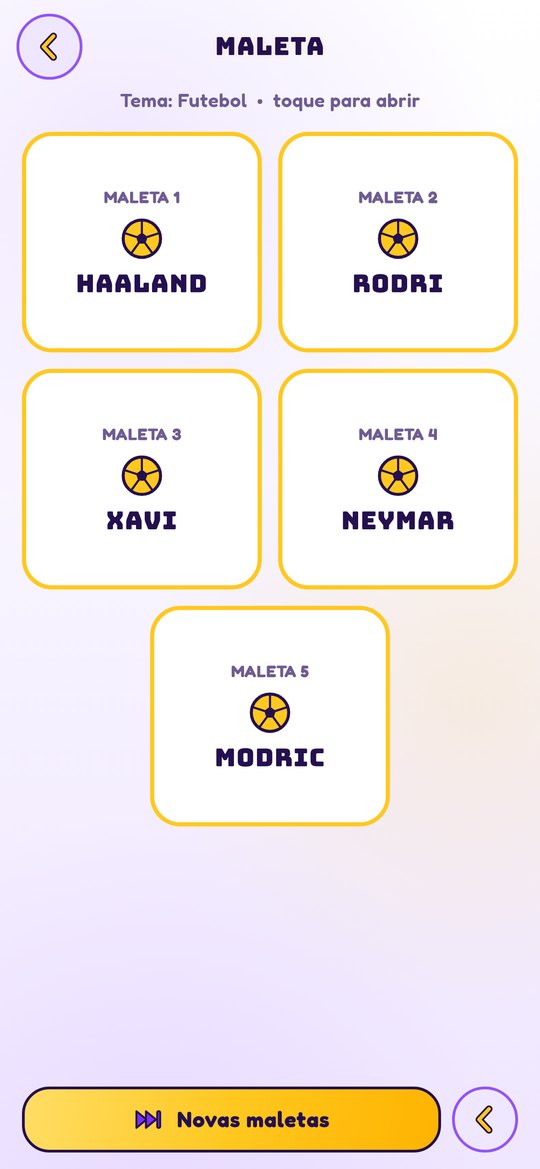 MALETA
Tema: Futebol • toque para abrir
MALETA 1
HAALAND
MALETA 2
RODRI
MALETA 3
XAVI
MALETA 4
NEYMAR
MALETA 5
MODRIC
Novas maletas